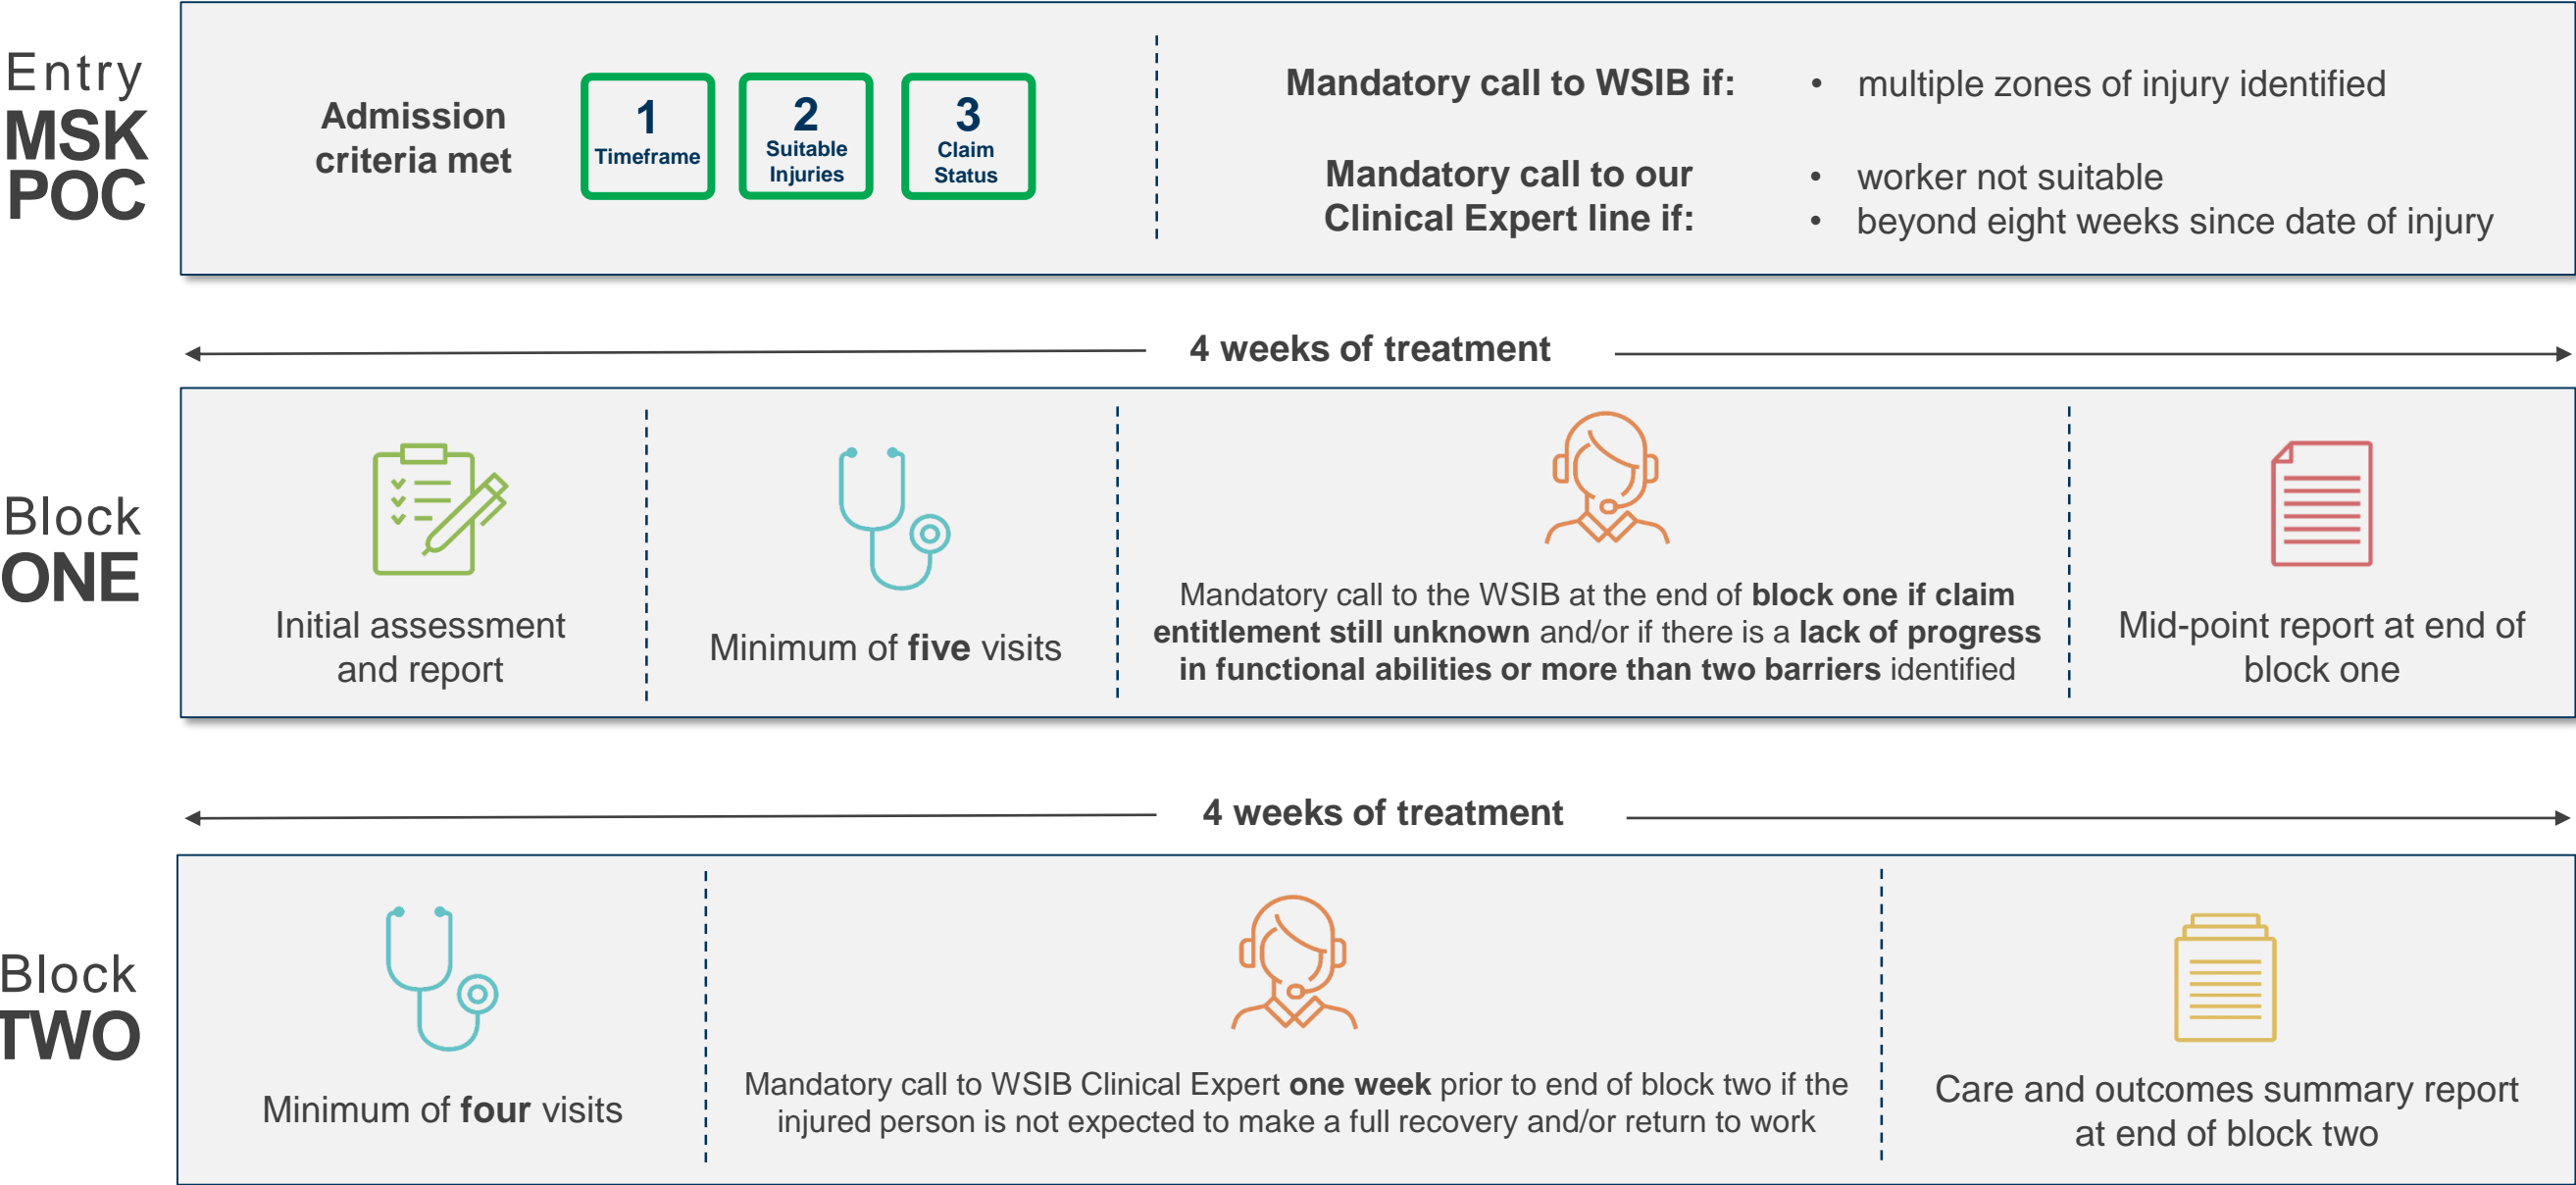 Entry
MSK
POC
Admission
criteria met
1
Timeframe
2
Suitable
Injuries
3
Claim
Status
Mandatory call to WSIB if:
• multiple zones of injury identified
Mandatory call to our
Clinical Expert line if:
• worker not suitable
• beyond eight weeks since date of injury
4 weeks of treatment
Block
ONE
Initial assessment
and report
Minimum of five visits
Mandatory call to the WSIB at the end of block one if claim
entitlement still unknown and/or if there is a lack of progress
in functional abilities or more than two barriers identified
Mid-point report at end of
block one
4 weeks of treatment
Block
TWO
Minimum of four visits
Mandatory call to WSIB Clinical Expert one week prior to end of block two if the
injured person is not expected to make a full recovery and/or return to work
Care and outcomes summary report
at end of block two